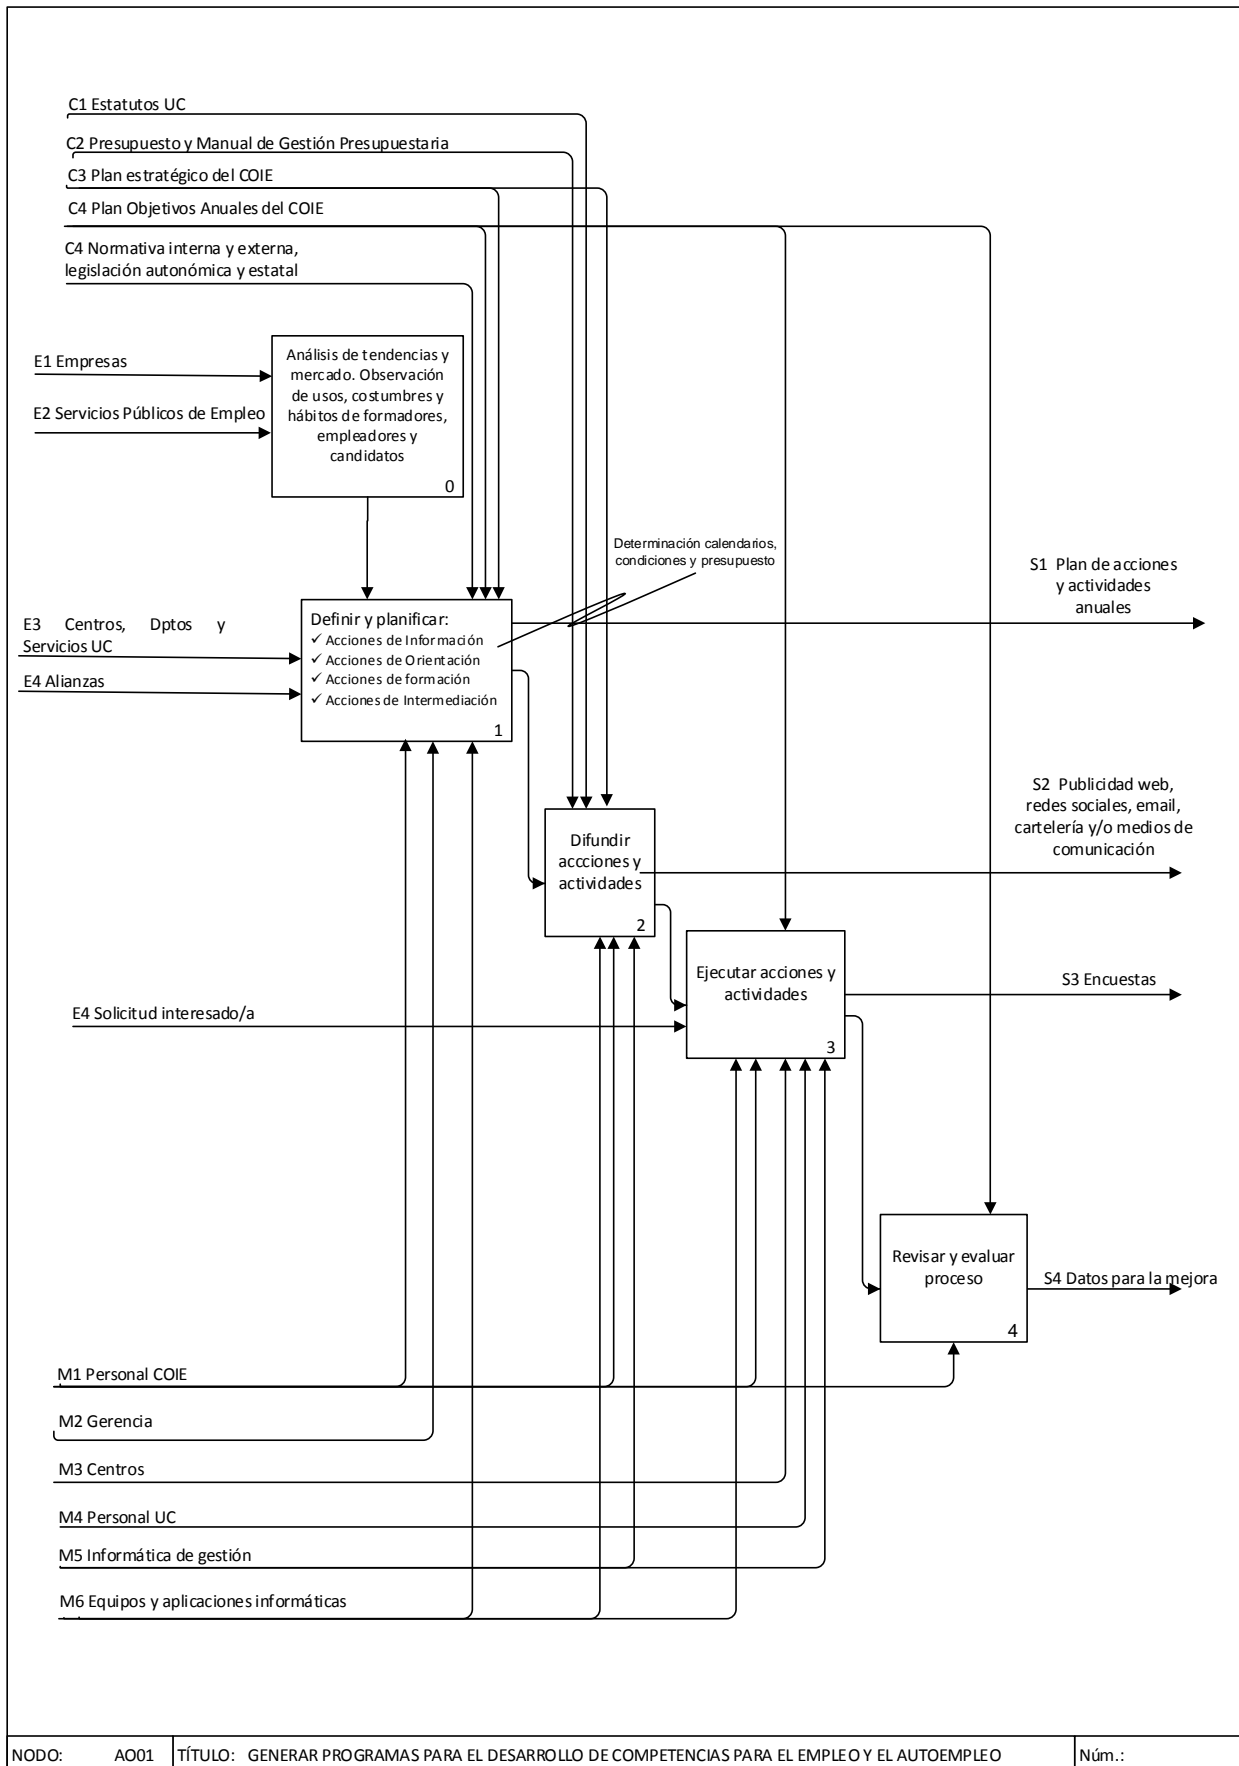 C1 Estatutos UC
C2 Presupuesto y Manual de Gestión Presupuestaria
C3 Plan estratégico del COIE
C4 Plan Objetivos Anuales del COIE
C4 Normativa interna y externa,
legislación autonómica y estatal
E1 Empresas
E2 Servicios Públicos de Empleo
Análisis de tendencias y
mercado. Observación
de usos, costumbres y
hábitos de formadores,
empleadores y
candidatos
0
Determinación calendarios,
condiciones y presupuesto
S1 Plan de acciones
y actividades
anuales
E3 Centros, Dptos y
Servicios UC
E4 Alianzas
Definir y planificar:
✓ Acciones de Información
✓ Acciones de Orientación
✓ Acciones de formación
✓ Acciones de Intermediación
1
S2 Publicidad web,
redes sociales, email,
cartelería y/o medios de
comunicación
Difundir
accciones y
actividades
2
Ejecutar acciones y
actividades
3
S3 Encuestas
E4 Solicitud interesado/a
Revisar y evaluar
proceso
4
S4 Datos para la mejora
M1 Personal COIE
M2 Gerencia
M3 Centros
M4 Personal UC
M5 Informática de gestión
M6 Equipos y aplicaciones informáticas
NODO: AO01 TÍTULO: GENERAR PROGRAMAS PARA EL DESARROLLO DE COMPETENCIAS PARA EL EMPLEO Y EL AUTOEMPLEO Núm.: